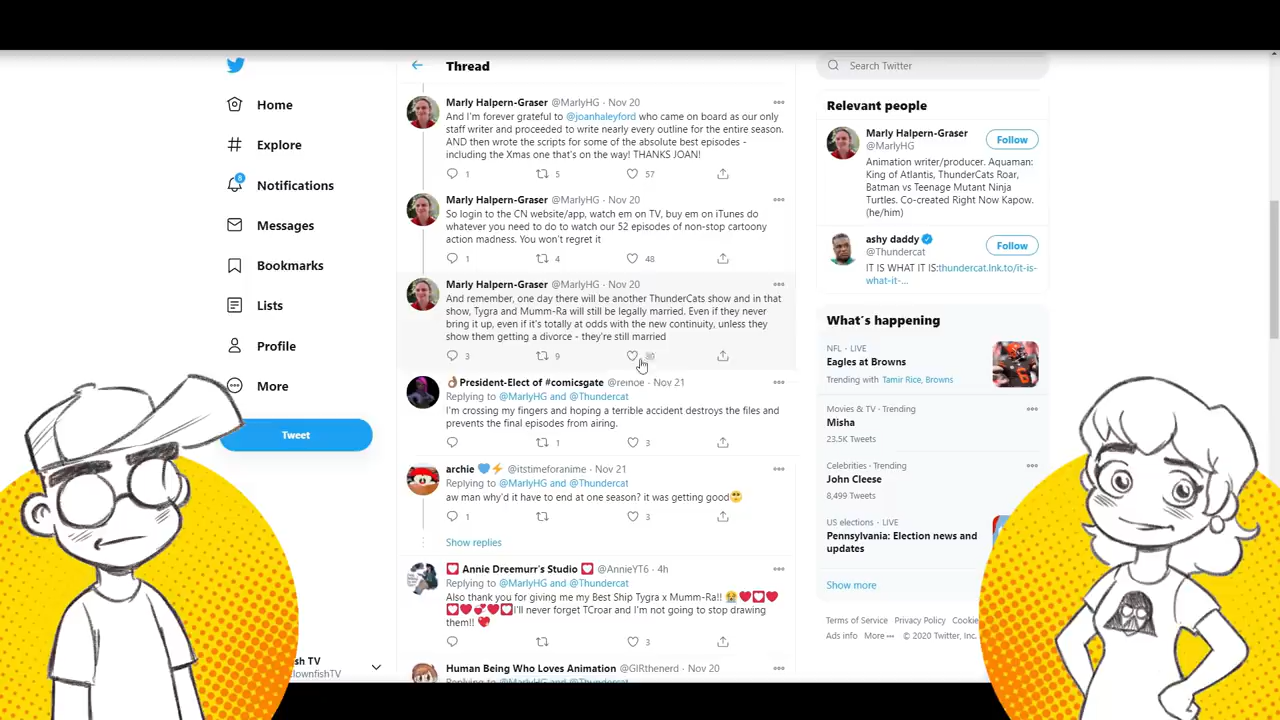 Thread
Search Twitter
Home
Explore
8
Notifications
Messages
Bookmarks
Lists
Profile
More
Tweet
sh TV
lownfishTV
Marly Halpern-Graser @MarlyHG · Nov 20
And I'm forever grateful to @joanhaleyford who came on board as our only
staff writer and proceeded to write nearly every outline for the entire season.
AND then wrote the scripts for some of the absolute best episodes -
including the Xmas one that's on the way! THANKS JOAN!
1 5 57
Marly Halpern-Graser @MarlyHG · Nov 20
So login to the CN website/app, watch em on TV, buy em on iTunes do
whatever you need to do to watch our 52 episodes of non-stop cartoony
action madness. You won't regret it
1 4 48
Marly Halpern-Graser @MarlyHG · Nov 20
And remember, one day there will be another ThunderCats show and in that
show, Tygra and Mumm-Ra will still be legally married. Even if they never
bring it up, even if it's totally at odds with the new continuity, unless they
show them getting a divorce - they're still married
3 9
👌🏽President-Elect of #comicsgate @renoe · Nov 21
Replying to @MarlyHG and @Thundercat
I'm crossing my fingers and hoping a terrible accident destroys the files and
prevents the final episodes from airing.
1 3
archie 💙⚡ @itstimeforanime · Nov 21
Replying to @MarlyHG and @Thundercat
aw man why'd it have to end at one season? it was getting good🥺
1 3
Show replies
Annie Dreemurr's Studio @AnnieYT6 · 4h
Replying to @MarlyHG and @Thundercat
Also thank you for giving me my Best Ship Tygra x Mumm-Ra!!
I'll never forget TCroar and I'm not going to stop drawing
them!!
3
Human Being Who Loves Animation @GIRthenerd · Nov 20
Replying to @MarlyHG and @Thundercat
Relevant people
Marly Halpern-Graser
@MarlyHG
Follow
Animation writer/producer. Aquaman:
King of Atlantis, ThunderCats Roar,
Batman vs Teenage Mutant Ninja
Turtles. Co-created Right Now Kapow.
(he/him)
ashy daddy
@Thundercat
Follow
IT IS WHAT IT IS:thundercat.lnk.to/it-is-
what-it-...
What's happening
NFL · LIVE
Eagles at Browns
Trending with Tamir Rice, Browns
Movies & TV · Trending
Misha
23.5K Tweets
Celebrities · Trending
John Cleese
8,499 Tweets
US elections · LIVE
Pennsylvania: Election news and
updates
Show more
Terms of Service Privacy Policy Cookie
Ads info More ••• © 2020 Twitter, Inc.